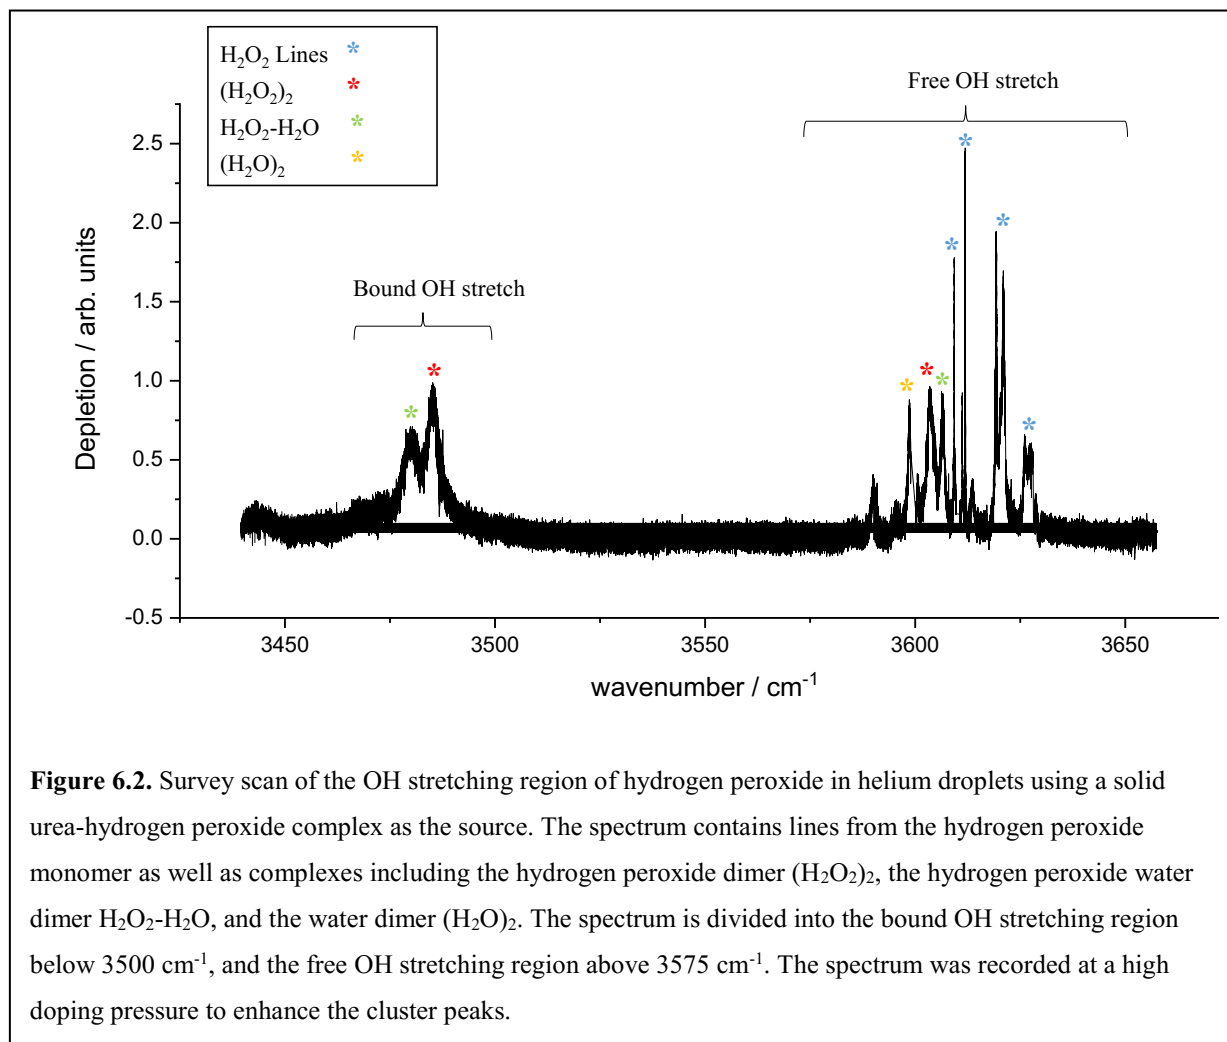 H₂O₂ Lines *
(H₂O₂)₂ *
H₂O₂-H₂O *
(H₂O)₂ *
Free OH stretch
Bound OH stretch
Depletion / arb. units
2.5
2.0
1.5
1.0
0.5
0.0
-0.5
3450 3500 3550 3600 3650
wavenumber / cm⁻¹
Figure 6.2. Survey scan of the OH stretching region of hydrogen peroxide in helium droplets using a solid
urea-hydrogen peroxide complex as the source. The spectrum contains lines from the hydrogen peroxide
monomer as well as complexes including the hydrogen peroxide dimer (H₂O₂)₂, the hydrogen peroxide water
dimer H₂O₂-H₂O, and the water dimer (H₂O)₂. The spectrum is divided into the bound OH stretching region
below 3500 cm⁻¹, and the free OH stretching region above 3575 cm⁻¹. The spectrum was recorded at a high
doping pressure to enhance the cluster peaks.